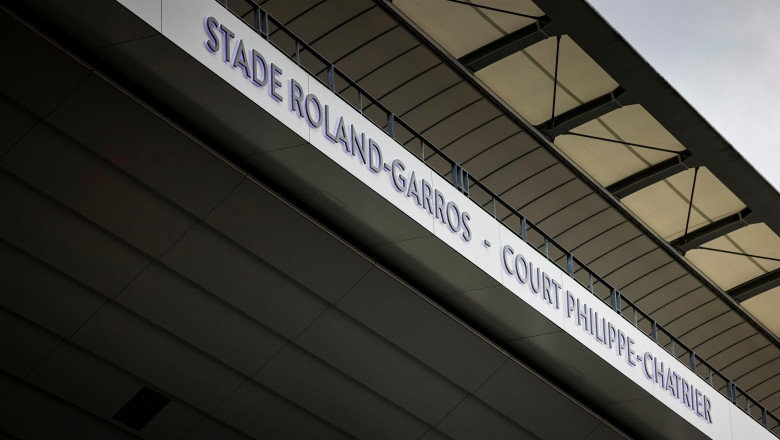 STADE ROLAND-GARROS - COURT PHILIPPE-CHATRIER